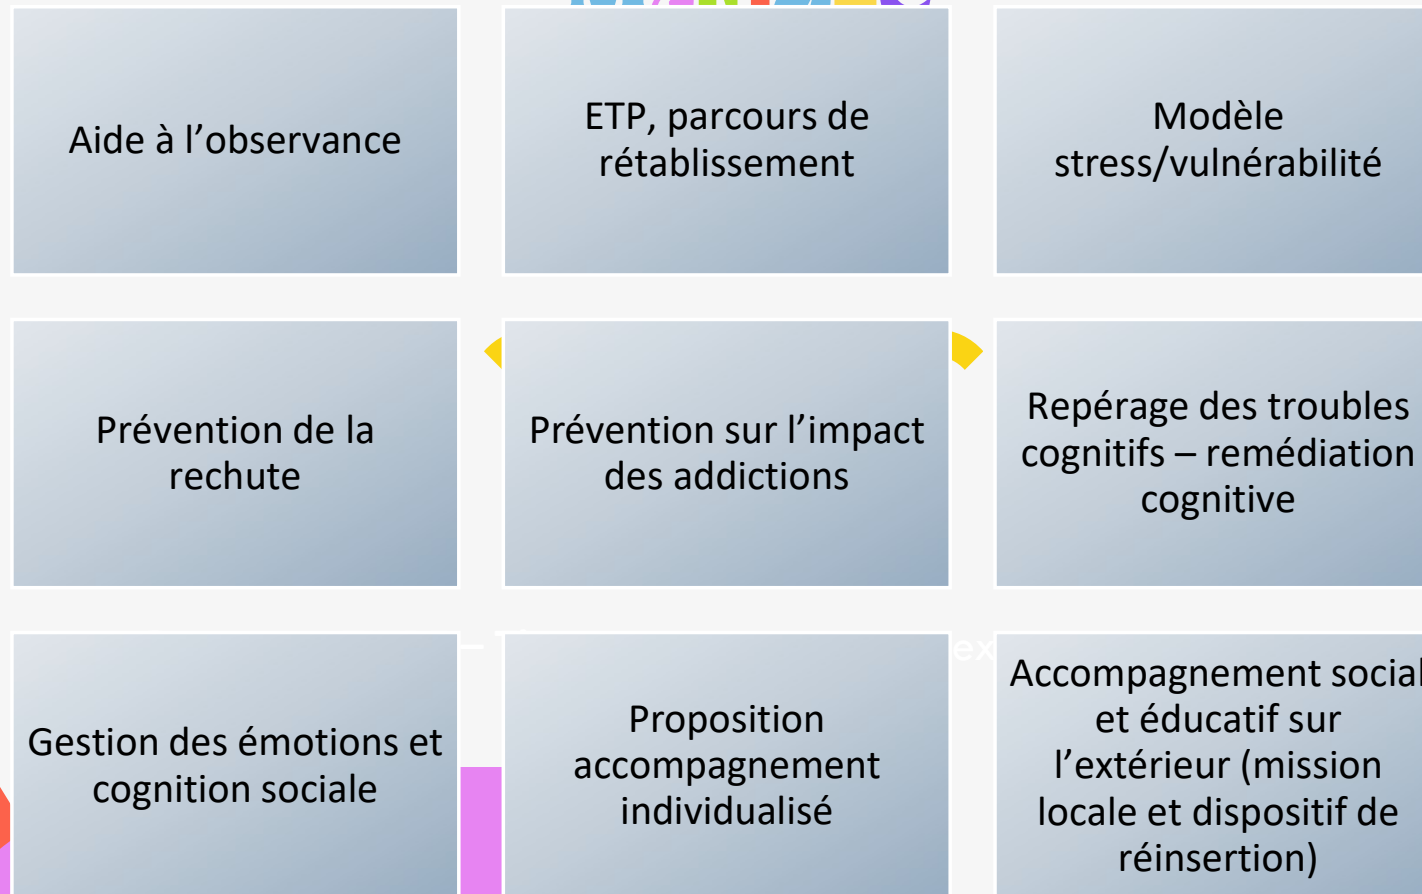 Aide à l’observance
ETP, parcours de
rétablissement
Modèle
stress/vulnérabilité
Prévention de la
rechute
Prévention sur l’impact
des addictions
Repérage des troubles
cognitifs – remédiation
cognitive
Gestion des émotions et
cognition sociale
Proposition
accompagnement
individualisé
Accompagnement social
et éducatif sur
l’extérieur (mission
locale et dispositif de
réinsertion)